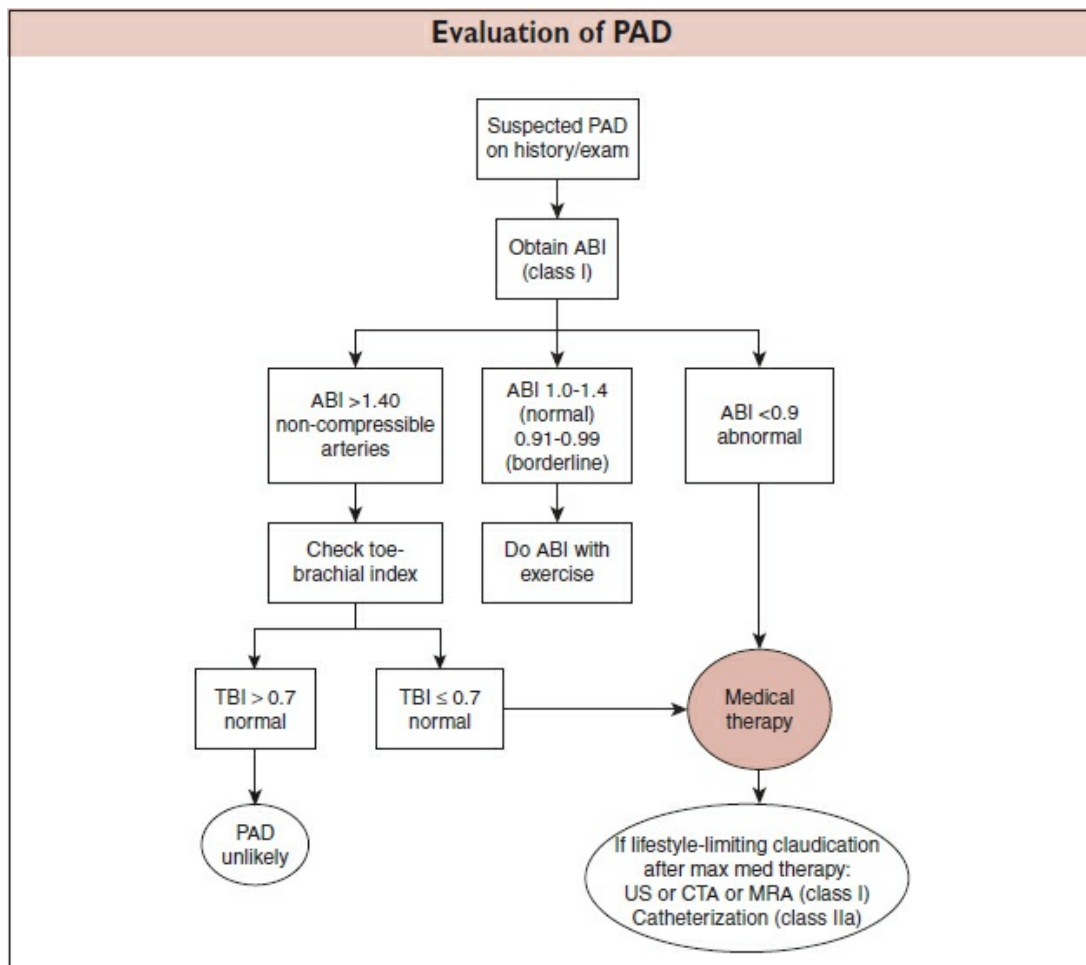 Evaluation of PAD
Suspected PAD
on history/exam
Obtain ABI
(class I)
ABI >1.40
non-compressible
arteries
ABI 1.0-1.4
(normal)
0.91-0.99
(borderline)
ABI <0.9
abnormal
Check toe-
brachial index
Do ABI with
exercise
TBI > 0.7
normal
TBI ≤ 0.7
normal
Medical
therapy
PAD
unlikely
If lifestyle-limiting claudication
after max med therapy:
US or CTA or MRA (class I)
Catheterization (class IIa)